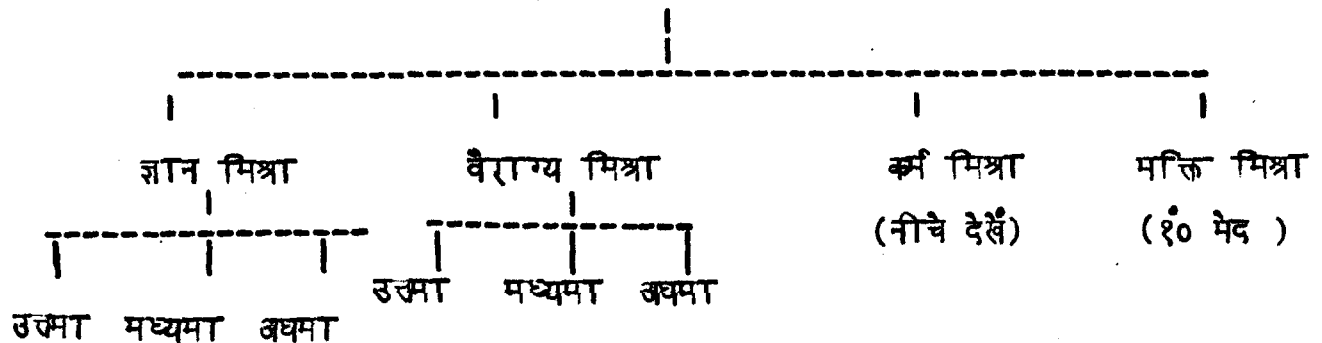 ज्ञान मिश्रा वैराग्य मिश्रा कर्म मिश्रा भक्ति मिश्रा
(नीचे देखें) (१० भेद )
उत्तमा मध्यमा अधमा
उत्तमा मध्यमा अधमा